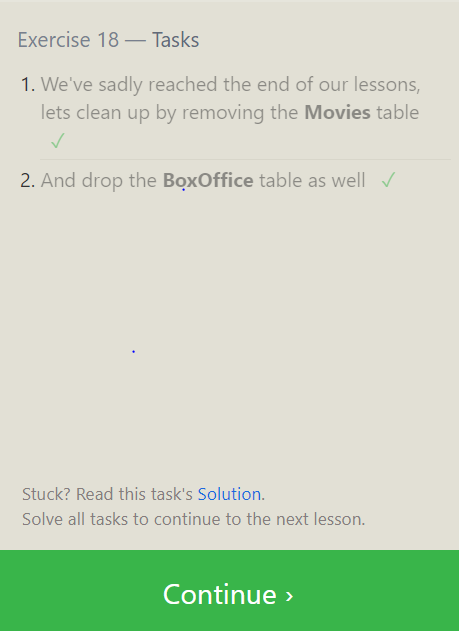 Exercise 18 — Tasks
1. We've sadly reached the end of our lessons,
lets clean up by removing the Movies table
✓
2. And drop the BoxOffice table as well ✓
Stuck? Read this task's Solution.
Solve all tasks to continue to the next lesson.
Continue ›